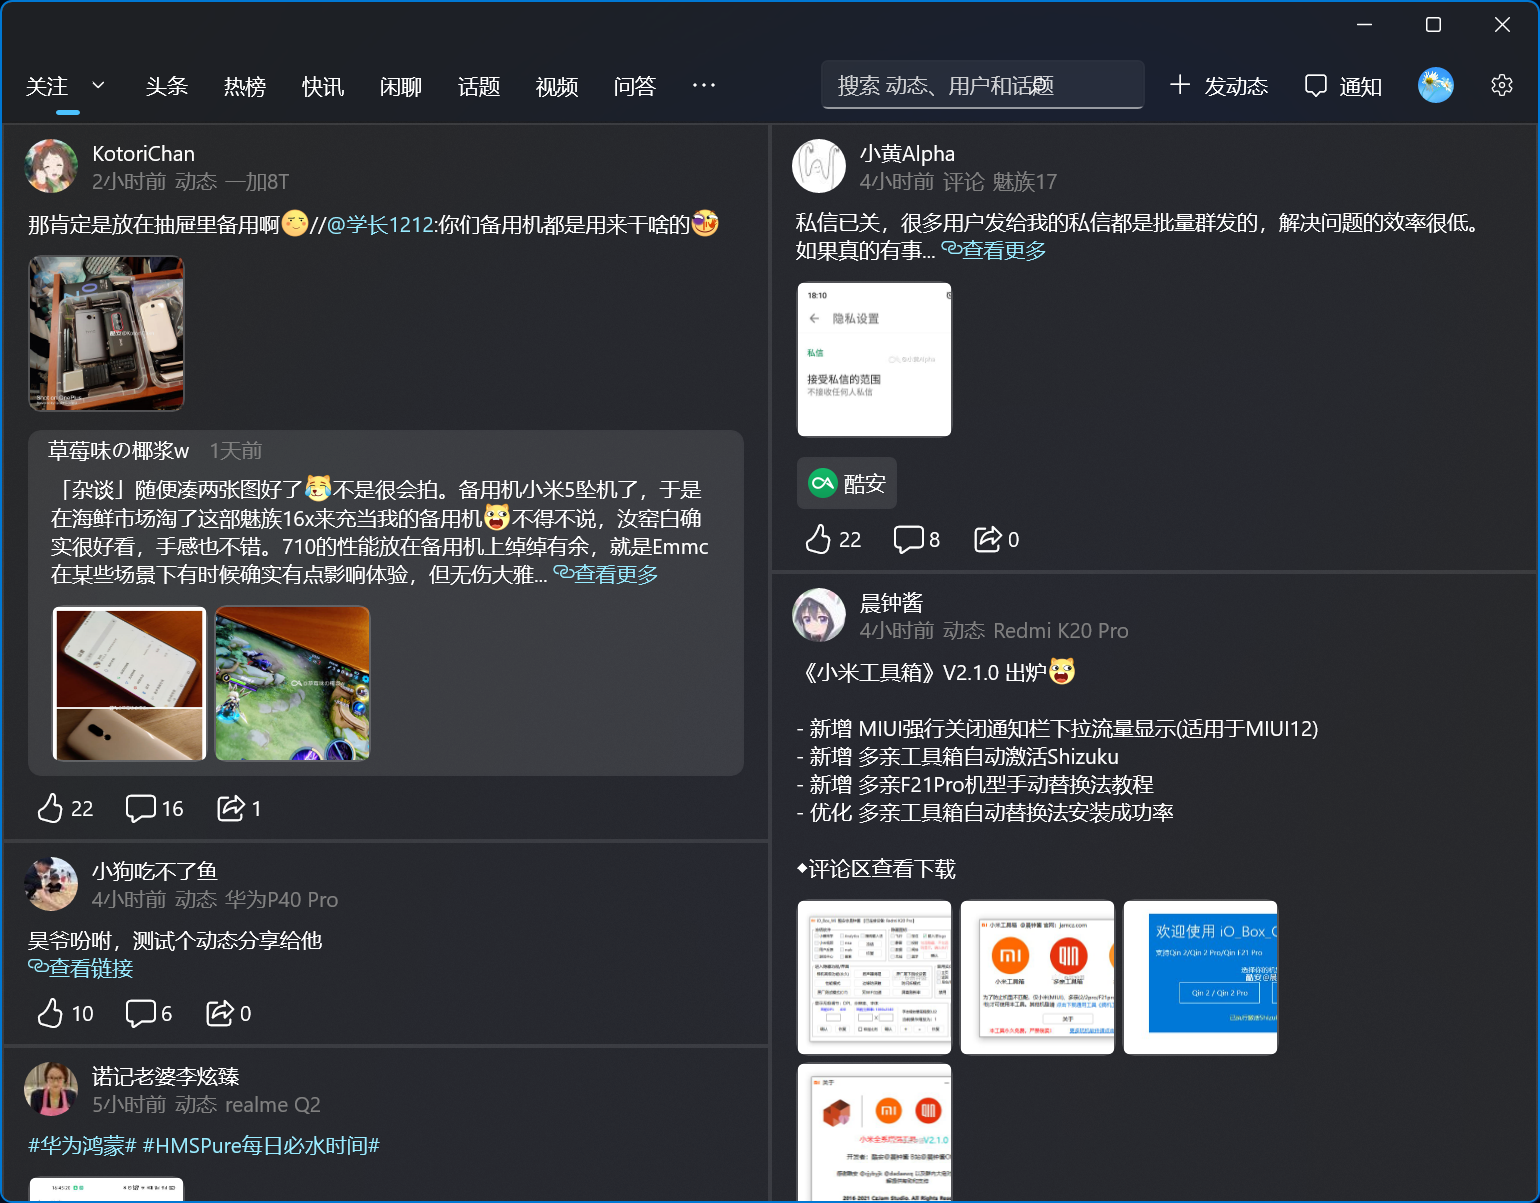 关注
头条
热榜
快讯
闲聊
话题
视频
问答
···
搜索 动态、用户和话题
发动态
通知
KotoriChan
2小时前 动态 一加8T
那肯定是放在抽屉里备用啊//@学长1212:你们备用机都是用来干啥的
Shot on OnePlus
草莓味の椰浆w 1天前
「杂谈」随便凑两张图好了不是很会拍。备用机小米5坠机了，于是
在海鲜市场淘了这部魅族16x来充当我的备用机不得不说，汝窑白确
实很好看，手感也不错。710的性能放在备用机上绰绰有余，就是Emmc
在某些场景下有时候确实有点影响体验，但无伤大雅... 查看更多
22
16
1
小狗吃不了鱼
4小时前 动态 华为P40 Pro
昊爷吩咐，测试个动态分享给他
查看链接
10
6
0
诺记老婆李炫臻
5小时前 动态 realme Q2
#华为鸿蒙# #HMSPure每日必水时间#
小黄Alpha
4小时前 评论 魅族17
私信已关，很多用户发给我的私信都是批量群发的，解决问题的效率很低。
如果真的有事... 查看更多
18:10
隐私设置
私信
接受私信的范围
不接收任何人私信
酷安
22
8
0
晨钟酱
4小时前 动态 Redmi K20 Pro
《小米工具箱》V2.1.0 出炉
- 新增 MIUI强行关闭通知栏下拉流量显示(适用于MIUI12)
- 新增 多亲工具箱自动激活Shizuku
- 新增 多亲F21Pro机型手动替换法教程
- 优化 多亲工具箱自动替换法安装成功率
◆评论区查看下载
小米工具箱
多亲工具箱
关于
欢迎使用 iO_Box_
支持Qin 2/Qin 2 Pro/Qin F21 Pro
Qin 2 / Qin 2 Pro
关于
V2.1.0